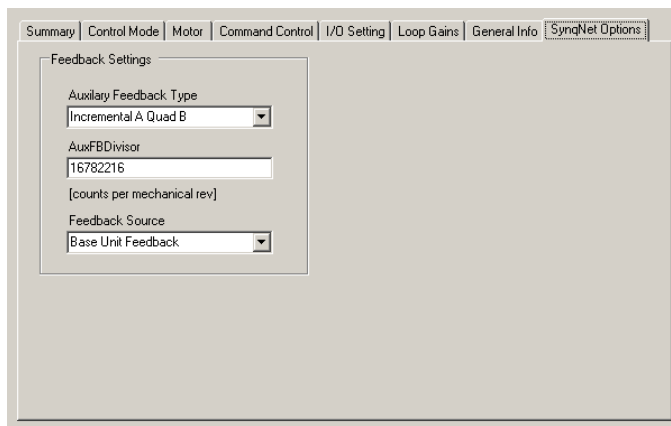 Summary Control Mode Motor Command Control I/O Setting Loop Gains General Info SynqNet Options
Feedback Settings
Auxilary Feedback Type
Incremental A Quad B
AuxFBDivisor
16782216
[counts per mechanical rev]
Feedback Source
Base Unit Feedback